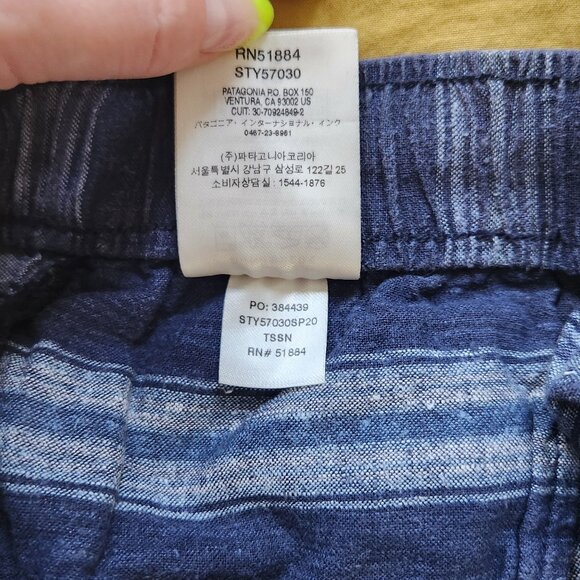 RN51884
STY57030
PATAGONIA P.O. BOX 150
VENTURA, CA 93002 US
CUIT: 30-70924849-2
パタゴニア・インターナショナル・インク
0467-23-8961
(주)파타고니아코리아
서울특별시 강남구 삼성로 122길 25
소비자상담실 : 1544-1876
PO: 384439
STY57030SP20
TSSN
RN# 51884